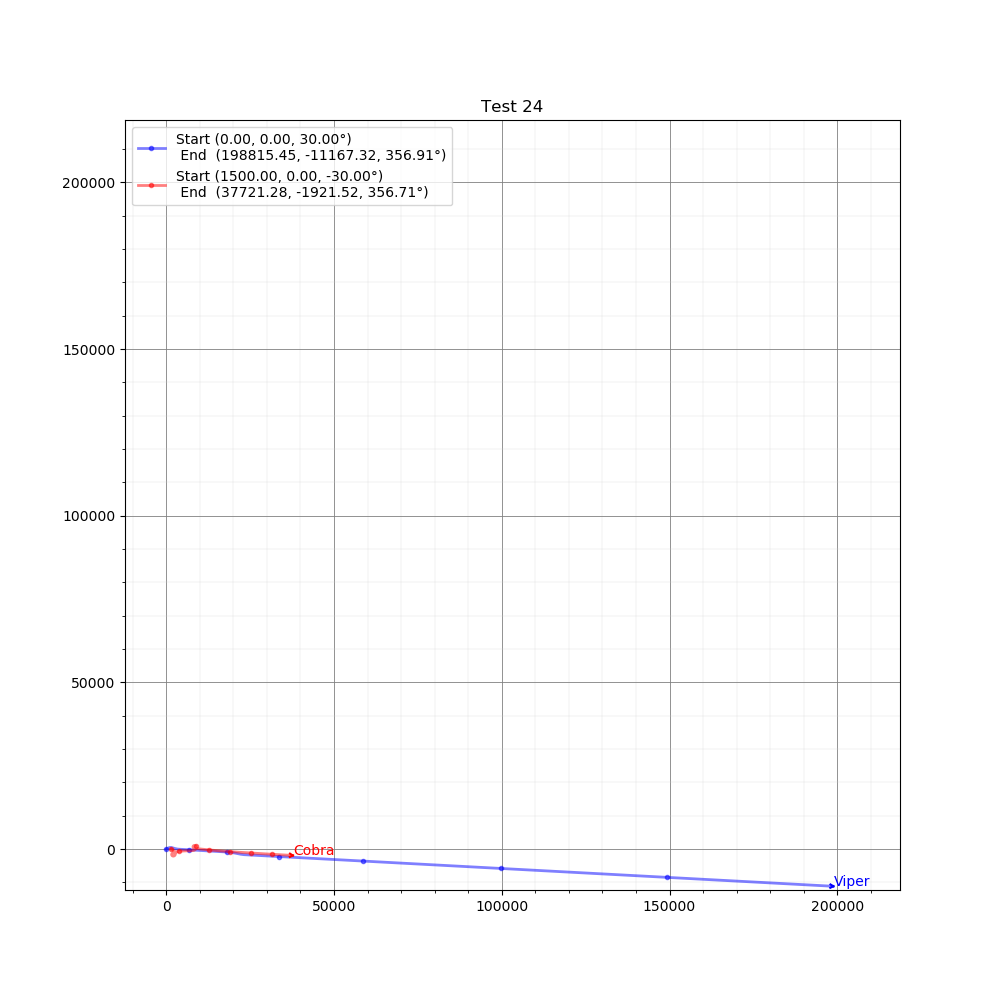 Test 24
Start (0.00, 0.00, 30.00°)
End (198815.45, -11167.32, 356.91°)
Start (1500.00, 0.00, -30.00°)
End (37721.28, -1921.52, 356.71°)
200000
150000
100000
50000
0
Cobra
Viper
0 50000 100000 150000 200000